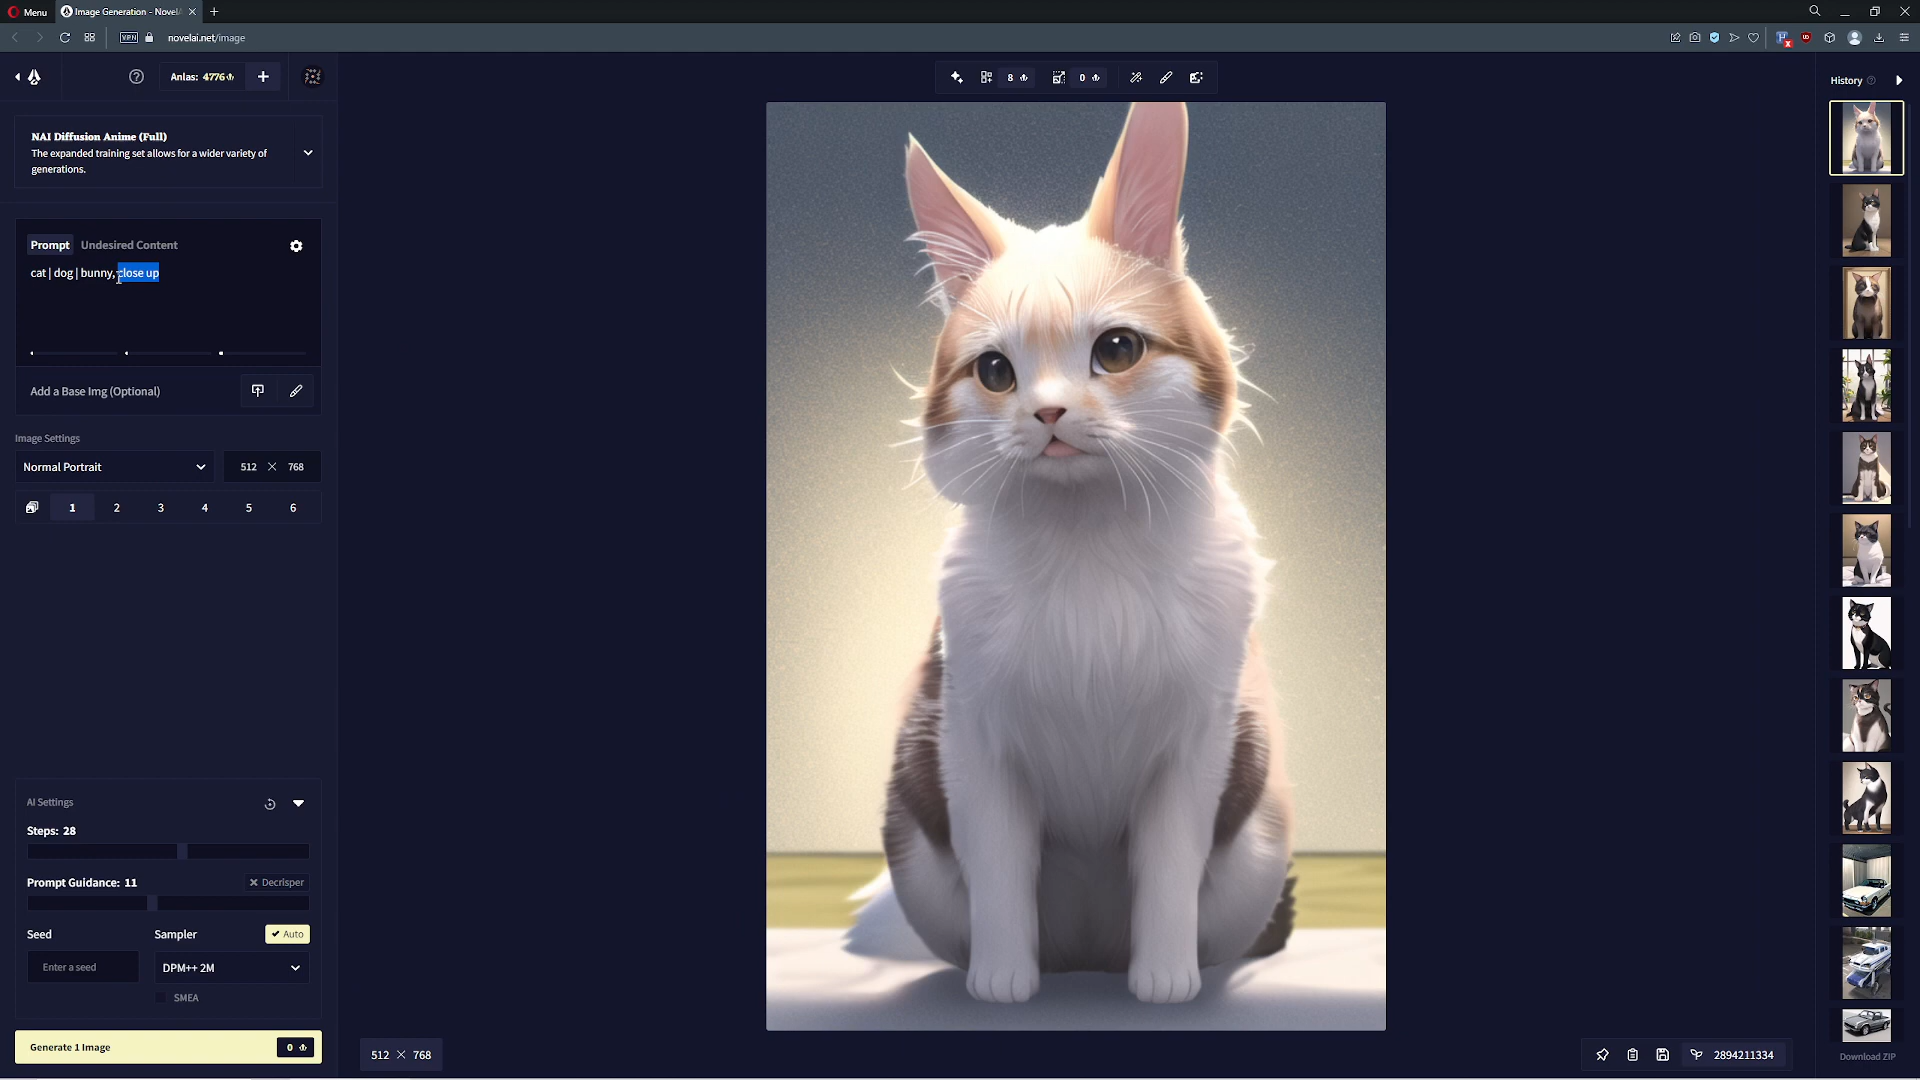 Menu
Image Generation - NovelA
VPN
novelai.net/image
Anlas: 4776
8
0
History
NAI Diffusion Anime (Full)
The expanded training set allows for a wider variety of
generations.
Prompt
Undesired Content
cat | dog | bunny, close up
Add a Base Img (Optional)
Image Settings
Normal Portrait
512 × 768
1
2
3
4
5
6
AI Settings
Steps: 28
Prompt Guidance: 11
Decrisper
Seed
Sampler
Auto
Enter a seed
DPM++ 2M
SMEA
Generate 1 Image
0
512 × 768
2894211334
Download ZIP